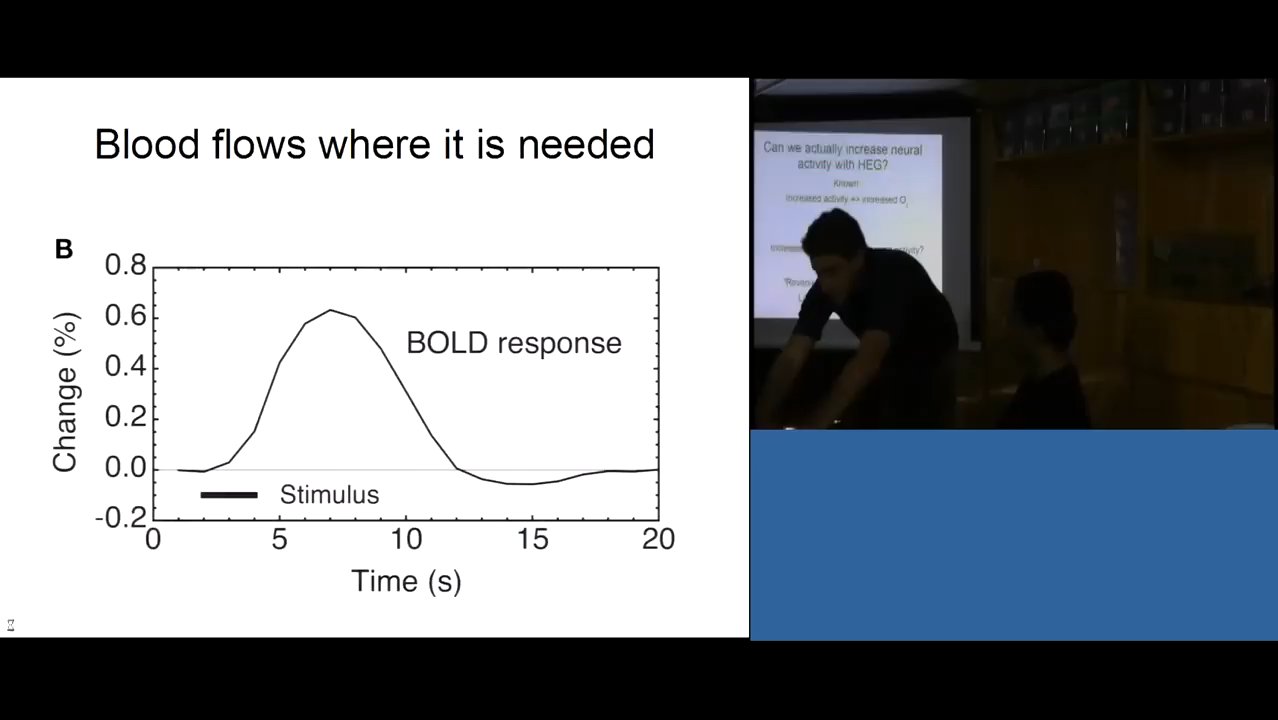 Blood flows where it is needed
B
0.8
0.6
0.4
0.2
0.0
-0.2
Change (%)
BOLD response
Stimulus
0 5 10 15 20
Time (s)
Can we actually increase neural
activity with HEG?
Known
Increased activity => increased O2
activity?